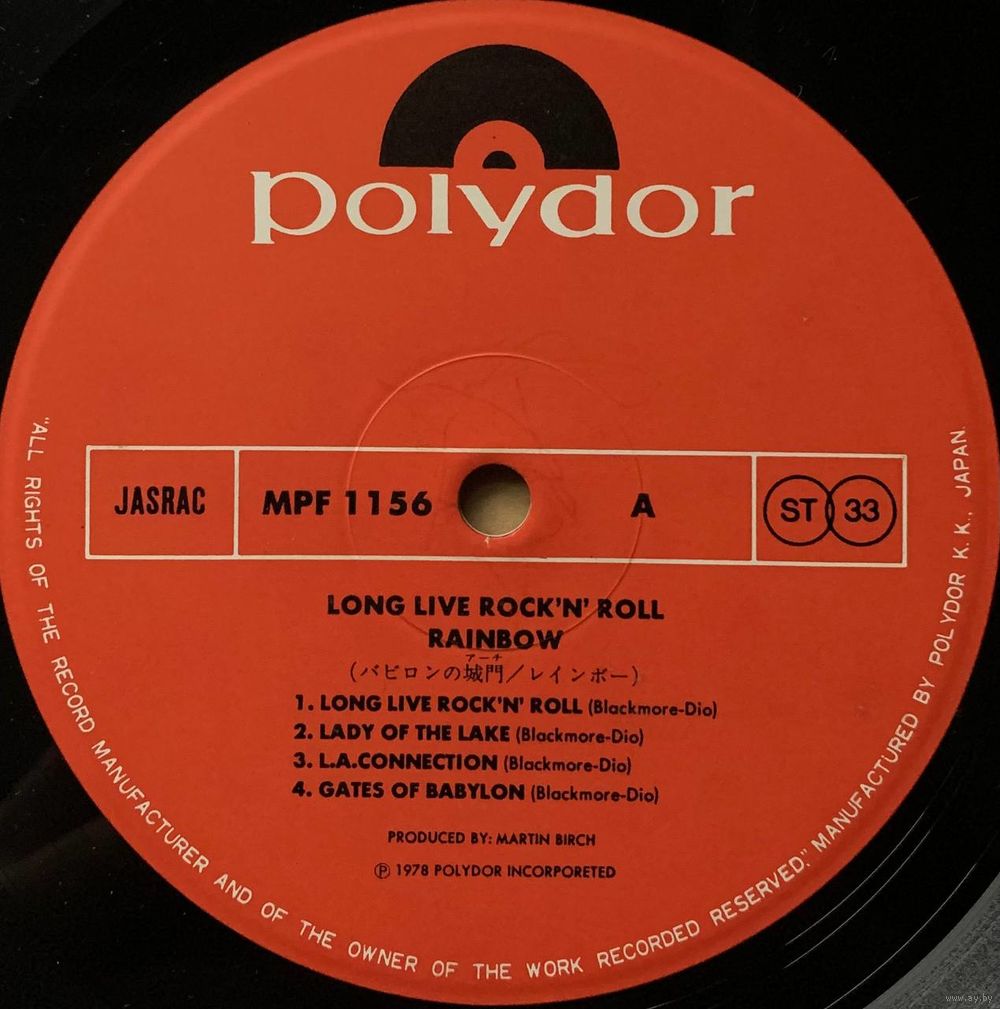 polydor
JASRAC MPF 1156 A ST 33
LONG LIVE ROCK'N' ROLL
RAINBOW
アーチ
(バビロンの城門／レインボー)
1. LONG LIVE ROCK'N' ROLL (Blackmore-Dio)
2. LADY OF THE LAKE (Blackmore-Dio)
3. L.A.CONNECTION (Blackmore-Dio)
4. GATES OF BABYLON (Blackmore-Dio)
PRODUCED BY: MARTIN BIRCH
Ⓟ 1978 POLYDOR INCORPORETED
"ALL RIGHTS OF THE RECORD MANUFACTURER AND OF THE OWNER OF THE WORK RECORDED RESERVED." MANUFACTURED BY POLYDOR K.K., JAPAN.
www.ay.by